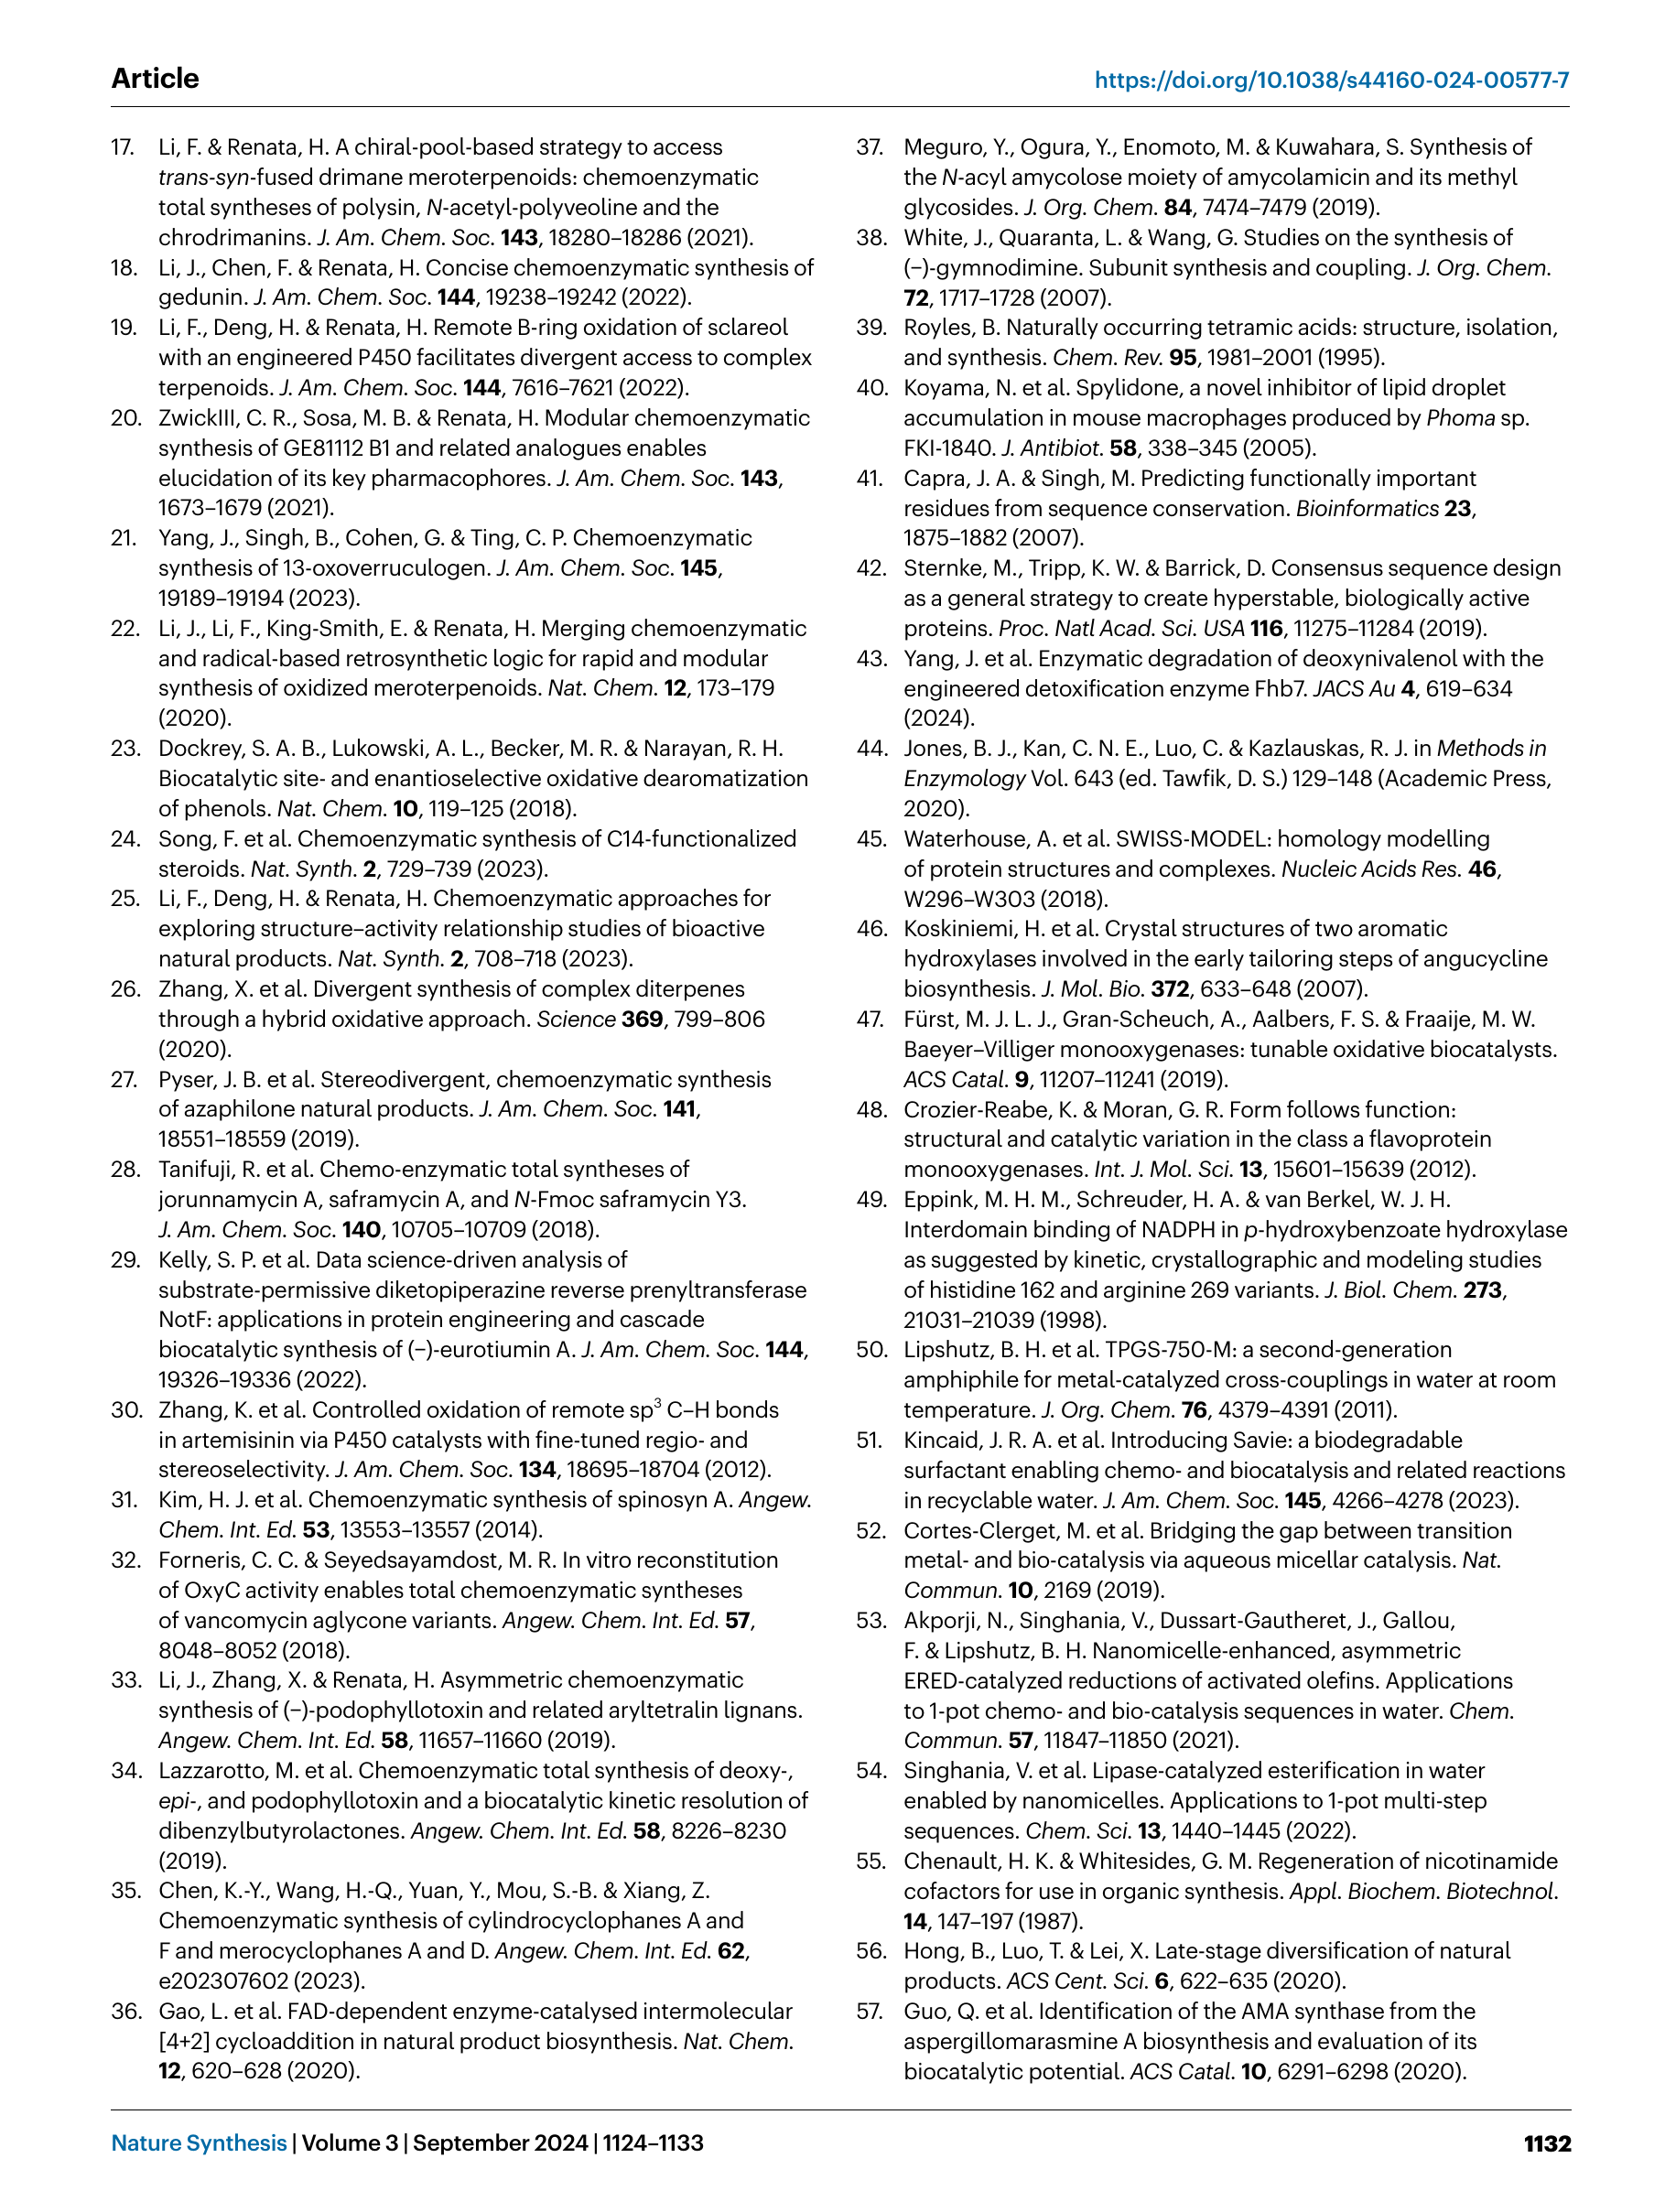 Article
https://doi.org/10.1038/s44160-024-00577-7
17. Li, F. & Renata, H. A chiral-pool-based strategy to access
trans-syn-fused drimane meroterpenoids: chemoenzymatic
total syntheses of polysin, N-acetyl-polyveoline and the
chrodrimanins. J. Am. Chem. Soc. 143, 18280–18286 (2021).
18. Li, J., Chen, F. & Renata, H. Concise chemoenzymatic synthesis of
gedunin. J. Am. Chem. Soc. 144, 19238–19242 (2022).
19. Li, F., Deng, H. & Renata, H. Remote B-ring oxidation of sclareol
with an engineered P450 facilitates divergent access to complex
terpenoids. J. Am. Chem. Soc. 144, 7616–7621 (2022).
20. ZwickIII, C. R., Sosa, M. B. & Renata, H. Modular chemoenzymatic
synthesis of GE81112 B1 and related analogues enables
elucidation of its key pharmacophores. J. Am. Chem. Soc. 143,
1673–1679 (2021).
21. Yang, J., Singh, B., Cohen, G. & Ting, C. P. Chemoenzymatic
synthesis of 13-oxoverruculogen. J. Am. Chem. Soc. 145,
19189–19194 (2023).
22. Li, J., Li, F., King-Smith, E. & Renata, H. Merging chemoenzymatic
and radical-based retrosynthetic logic for rapid and modular
synthesis of oxidized meroterpenoids. Nat. Chem. 12, 173–179
(2020).
23. Dockrey, S. A. B., Lukowski, A. L., Becker, M. R. & Narayan, R. H.
Biocatalytic site- and enantioselective oxidative dearomatization
of phenols. Nat. Chem. 10, 119–125 (2018).
24. Song, F. et al. Chemoenzymatic synthesis of C14-functionalized
steroids. Nat. Synth. 2, 729–739 (2023).
25. Li, F., Deng, H. & Renata, H. Chemoenzymatic approaches for
exploring structure–activity relationship studies of bioactive
natural products. Nat. Synth. 2, 708–718 (2023).
26. Zhang, X. et al. Divergent synthesis of complex diterpenes
through a hybrid oxidative approach. Science 369, 799–806
(2020).
27. Pyser, J. B. et al. Stereodivergent, chemoenzymatic synthesis
of azaphilone natural products. J. Am. Chem. Soc. 141,
18551–18559 (2019).
28. Tanifuji, R. et al. Chemo-enzymatic total syntheses of
jorunnamycin A, saframycin A, and N-Fmoc saframycin Y3.
J. Am. Chem. Soc. 140, 10705–10709 (2018).
29. Kelly, S. P. et al. Data science-driven analysis of
substrate-permissive diketopiperazine reverse prenyltransferase
NotF: applications in protein engineering and cascade
biocatalytic synthesis of (−)-eurotiumin A. J. Am. Chem. Soc. 144,
19326–19336 (2022).
30. Zhang, K. et al. Controlled oxidation of remote sp³ C–H bonds
in artemisinin via P450 catalysts with fine-tuned regio- and
stereoselectivity. J. Am. Chem. Soc. 134, 18695–18704 (2012).
31. Kim, H. J. et al. Chemoenzymatic synthesis of spinosyn A. Angew.
Chem. Int. Ed. 53, 13553–13557 (2014).
32. Forneris, C. C. & Seyedsayamdost, M. R. In vitro reconstitution
of OxyC activity enables total chemoenzymatic syntheses
of vancomycin aglycone variants. Angew. Chem. Int. Ed. 57,
8048–8052 (2018).
33. Li, J., Zhang, X. & Renata, H. Asymmetric chemoenzymatic
synthesis of (−)-podophyllotoxin and related aryltetralin lignans.
Angew. Chem. Int. Ed. 58, 11657–11660 (2019).
34. Lazzarotto, M. et al. Chemoenzymatic total synthesis of deoxy-,
epi-, and podophyllotoxin and a biocatalytic kinetic resolution of
dibenzylbutyrolactones. Angew. Chem. Int. Ed. 58, 8226–8230
(2019).
35. Chen, K.-Y., Wang, H.-Q., Yuan, Y., Mou, S.-B. & Xiang, Z.
Chemoenzymatic synthesis of cylindrocyclophanes A and
F and merocyclophanes A and D. Angew. Chem. Int. Ed. 62,
e202307602 (2023).
36. Gao, L. et al. FAD-dependent enzyme-catalysed intermolecular
[4+2] cycloaddition in natural product biosynthesis. Nat. Chem.
12, 620–628 (2020).
37. Meguro, Y., Ogura, Y., Enomoto, M. & Kuwahara, S. Synthesis of
the N-acyl amycolose moiety of amycolamicin and its methyl
glycosides. J. Org. Chem. 84, 7474–7479 (2019).
38. White, J., Quaranta, L. & Wang, G. Studies on the synthesis of
(−)-gymnodimine. Subunit synthesis and coupling. J. Org. Chem.
72, 1717–1728 (2007).
39. Royles, B. Naturally occurring tetramic acids: structure, isolation,
and synthesis. Chem. Rev. 95, 1981–2001 (1995).
40. Koyama, N. et al. Spylidone, a novel inhibitor of lipid droplet
accumulation in mouse macrophages produced by Phoma sp.
FKI-1840. J. Antibiot. 58, 338–345 (2005).
41. Capra, J. A. & Singh, M. Predicting functionally important
residues from sequence conservation. Bioinformatics 23,
1875–1882 (2007).
42. Sternke, M., Tripp, K. W. & Barrick, D. Consensus sequence design
as a general strategy to create hyperstable, biologically active
proteins. Proc. Natl Acad. Sci. USA 116, 11275–11284 (2019).
43. Yang, J. et al. Enzymatic degradation of deoxynivalenol with the
engineered detoxification enzyme Fhb7. JACS Au 4, 619–634
(2024).
44. Jones, B. J., Kan, C. N. E., Luo, C. & Kazlauskas, R. J. in Methods in
Enzymology Vol. 643 (ed. Tawfik, D. S.) 129–148 (Academic Press,
2020).
45. Waterhouse, A. et al. SWISS-MODEL: homology modelling
of protein structures and complexes. Nucleic Acids Res. 46,
W296–W303 (2018).
46. Koskiniemi, H. et al. Crystal structures of two aromatic
hydroxylases involved in the early tailoring steps of angucycline
biosynthesis. J. Mol. Bio. 372, 633–648 (2007).
47. Fürst, M. J. L. J., Gran-Scheuch, A., Aalbers, F. S. & Fraaije, M. W.
Baeyer–Villiger monooxygenases: tunable oxidative biocatalysts.
ACS Catal. 9, 11207–11241 (2019).
48. Crozier-Reabe, K. & Moran, G. R. Form follows function:
structural and catalytic variation in the class a flavoprotein
monooxygenases. Int. J. Mol. Sci. 13, 15601–15639 (2012).
49. Eppink, M. H. M., Schreuder, H. A. & van Berkel, W. J. H.
Interdomain binding of NADPH in p-hydroxybenzoate hydroxylase
as suggested by kinetic, crystallographic and modeling studies
of histidine 162 and arginine 269 variants. J. Biol. Chem. 273,
21031–21039 (1998).
50. Lipshutz, B. H. et al. TPGS-750-M: a second-generation
amphiphile for metal-catalyzed cross-couplings in water at room
temperature. J. Org. Chem. 76, 4379–4391 (2011).
51. Kincaid, J. R. A. et al. Introducing Savie: a biodegradable
surfactant enabling chemo- and biocatalysis and related reactions
in recyclable water. J. Am. Chem. Soc. 145, 4266–4278 (2023).
52. Cortes-Clerget, M. et al. Bridging the gap between transition
metal- and bio-catalysis via aqueous micellar catalysis. Nat.
Commun. 10, 2169 (2019).
53. Akporji, N., Singhania, V., Dussart-Gautheret, J., Gallou,
F. & Lipshutz, B. H. Nanomicelle-enhanced, asymmetric
ERED-catalyzed reductions of activated olefins. Applications
to 1-pot chemo- and bio-catalysis sequences in water. Chem.
Commun. 57, 11847–11850 (2021).
54. Singhania, V. et al. Lipase-catalyzed esterification in water
enabled by nanomicelles. Applications to 1-pot multi-step
sequences. Chem. Sci. 13, 1440–1445 (2022).
55. Chenault, H. K. & Whitesides, G. M. Regeneration of nicotinamide
cofactors for use in organic synthesis. Appl. Biochem. Biotechnol.
14, 147–197 (1987).
56. Hong, B., Luo, T. & Lei, X. Late-stage diversification of natural
products. ACS Cent. Sci. 6, 622–635 (2020).
57. Guo, Q. et al. Identification of the AMA synthase from the
aspergillomarasmine A biosynthesis and evaluation of its
biocatalytic potential. ACS Catal. 10, 6291–6298 (2020).
Nature Synthesis | Volume 3 | September 2024 | 1124–1133
1132